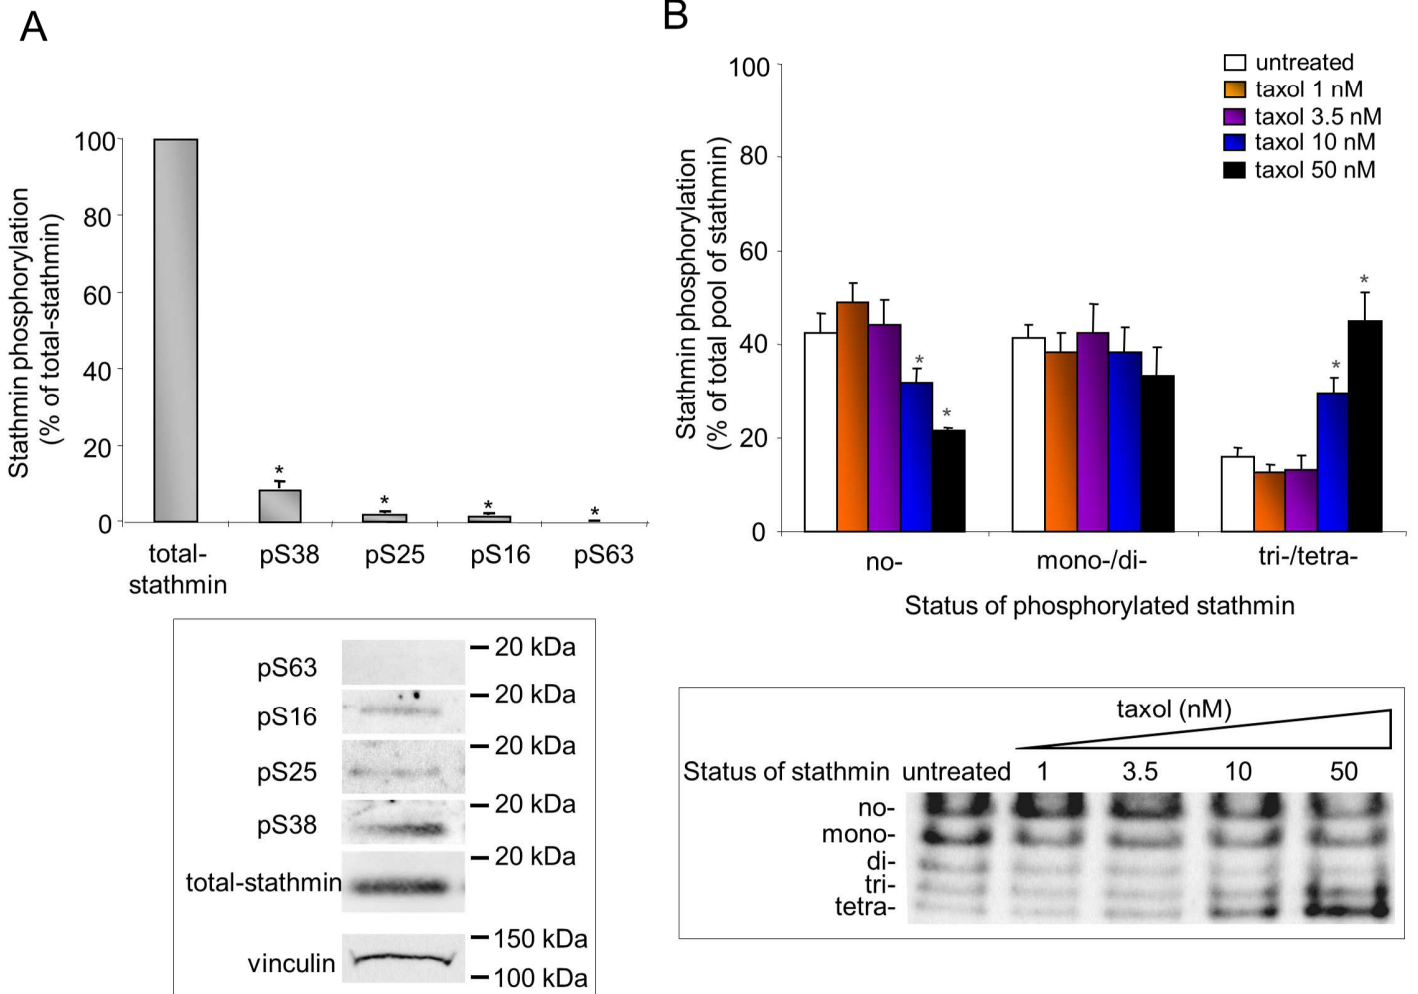 A
Stathmin phosphorylation
(% of total-stathmin)
100
80
60
40
20
0
*
*
*
*
total-
stathmin
pS38
pS25
pS16
pS63
pS63
pS16
pS25
pS38
total-stathmin
vinculin
20 kDa
20 kDa
20 kDa
20 kDa
20 kDa
150 kDa
100 kDa
B
Stathmin phosphorylation
(% of total pool of stathmin)
100
80
60
40
20
0
untreated
taxol 1 nM
taxol 3.5 nM
taxol 10 nM
taxol 50 nM
*
*
*
*
no-
mono-/di-
tri-/tetra-
Status of phosphorylated stathmin
taxol (nM)
Status of stathmin untreated 1 3.5 10 50
no-
mono-
di-
tri-
tetra-